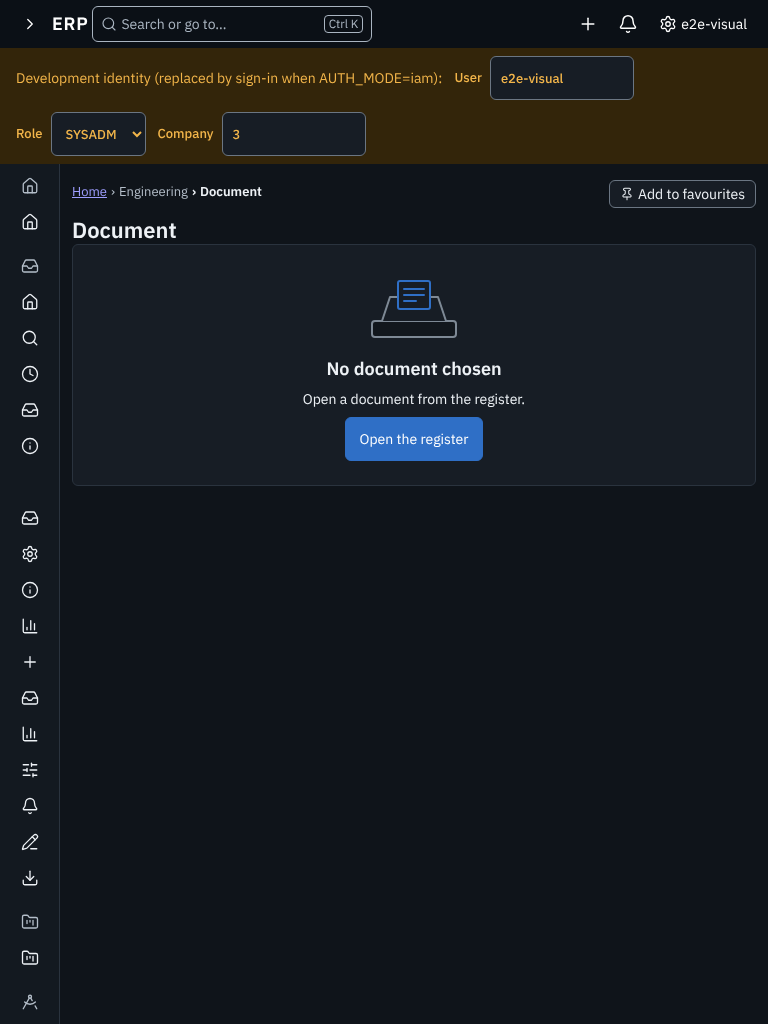 ERP
Search or go to...
Ctrl K
e2e-visual
Development identity (replaced by sign-in when AUTH_MODE=iam):
User
e2e-visual
Role
SYSADM
Company
3
Home › Engineering › Document
Add to favourites
Document
No document chosen
Open a document from the register.
Open the register